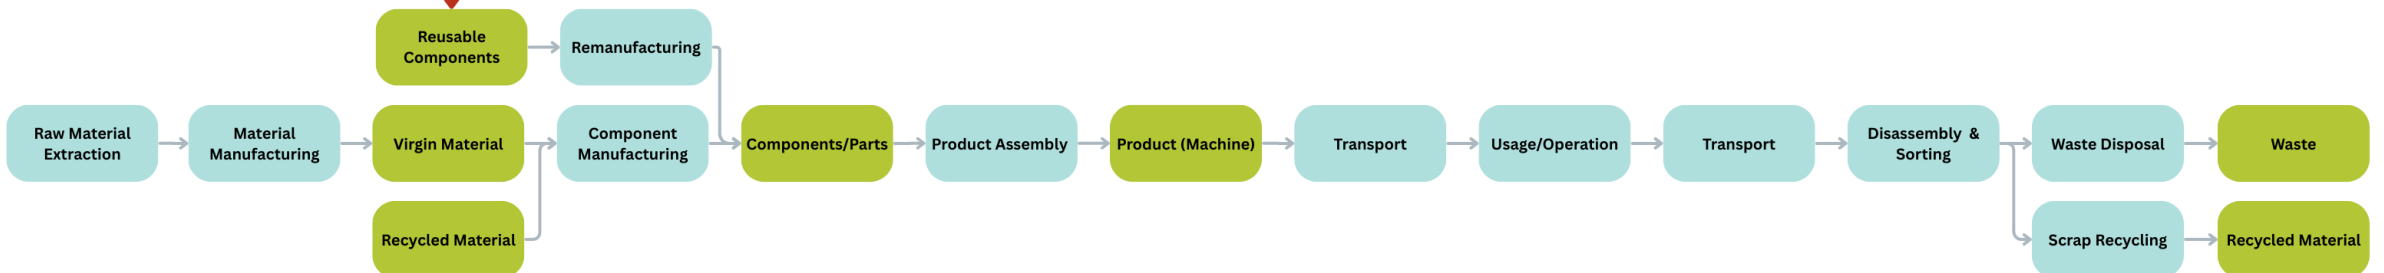 Reusable
Components
Remanufacturing
Raw Material
Extraction
Material
Manufacturing
Virgin Material
Component
Manufacturing
Components/Parts
Product Assembly
Product (Machine)
Transport
Usage/Operation
Transport
Disassembly &
Sorting
Waste Disposal
Waste
Recycled Material
Scrap Recycling
Recycled Material